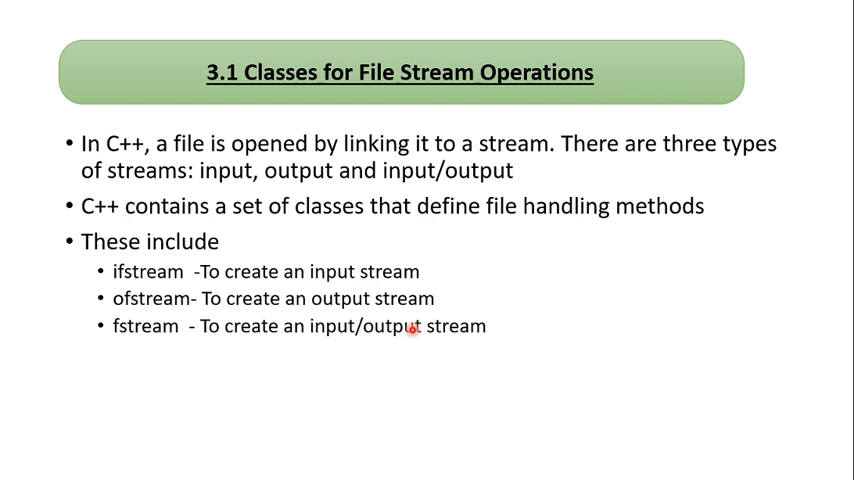 3.1 Classes for File Stream Operations
• In C++, a file is opened by linking it to a stream. There are three types
of streams: input, output and input/output
• C++ contains a set of classes that define file handling methods
• These include
• ifstream  -To create an input stream
• ofstream- To create an output stream
• fstream  - To create an input/output stream